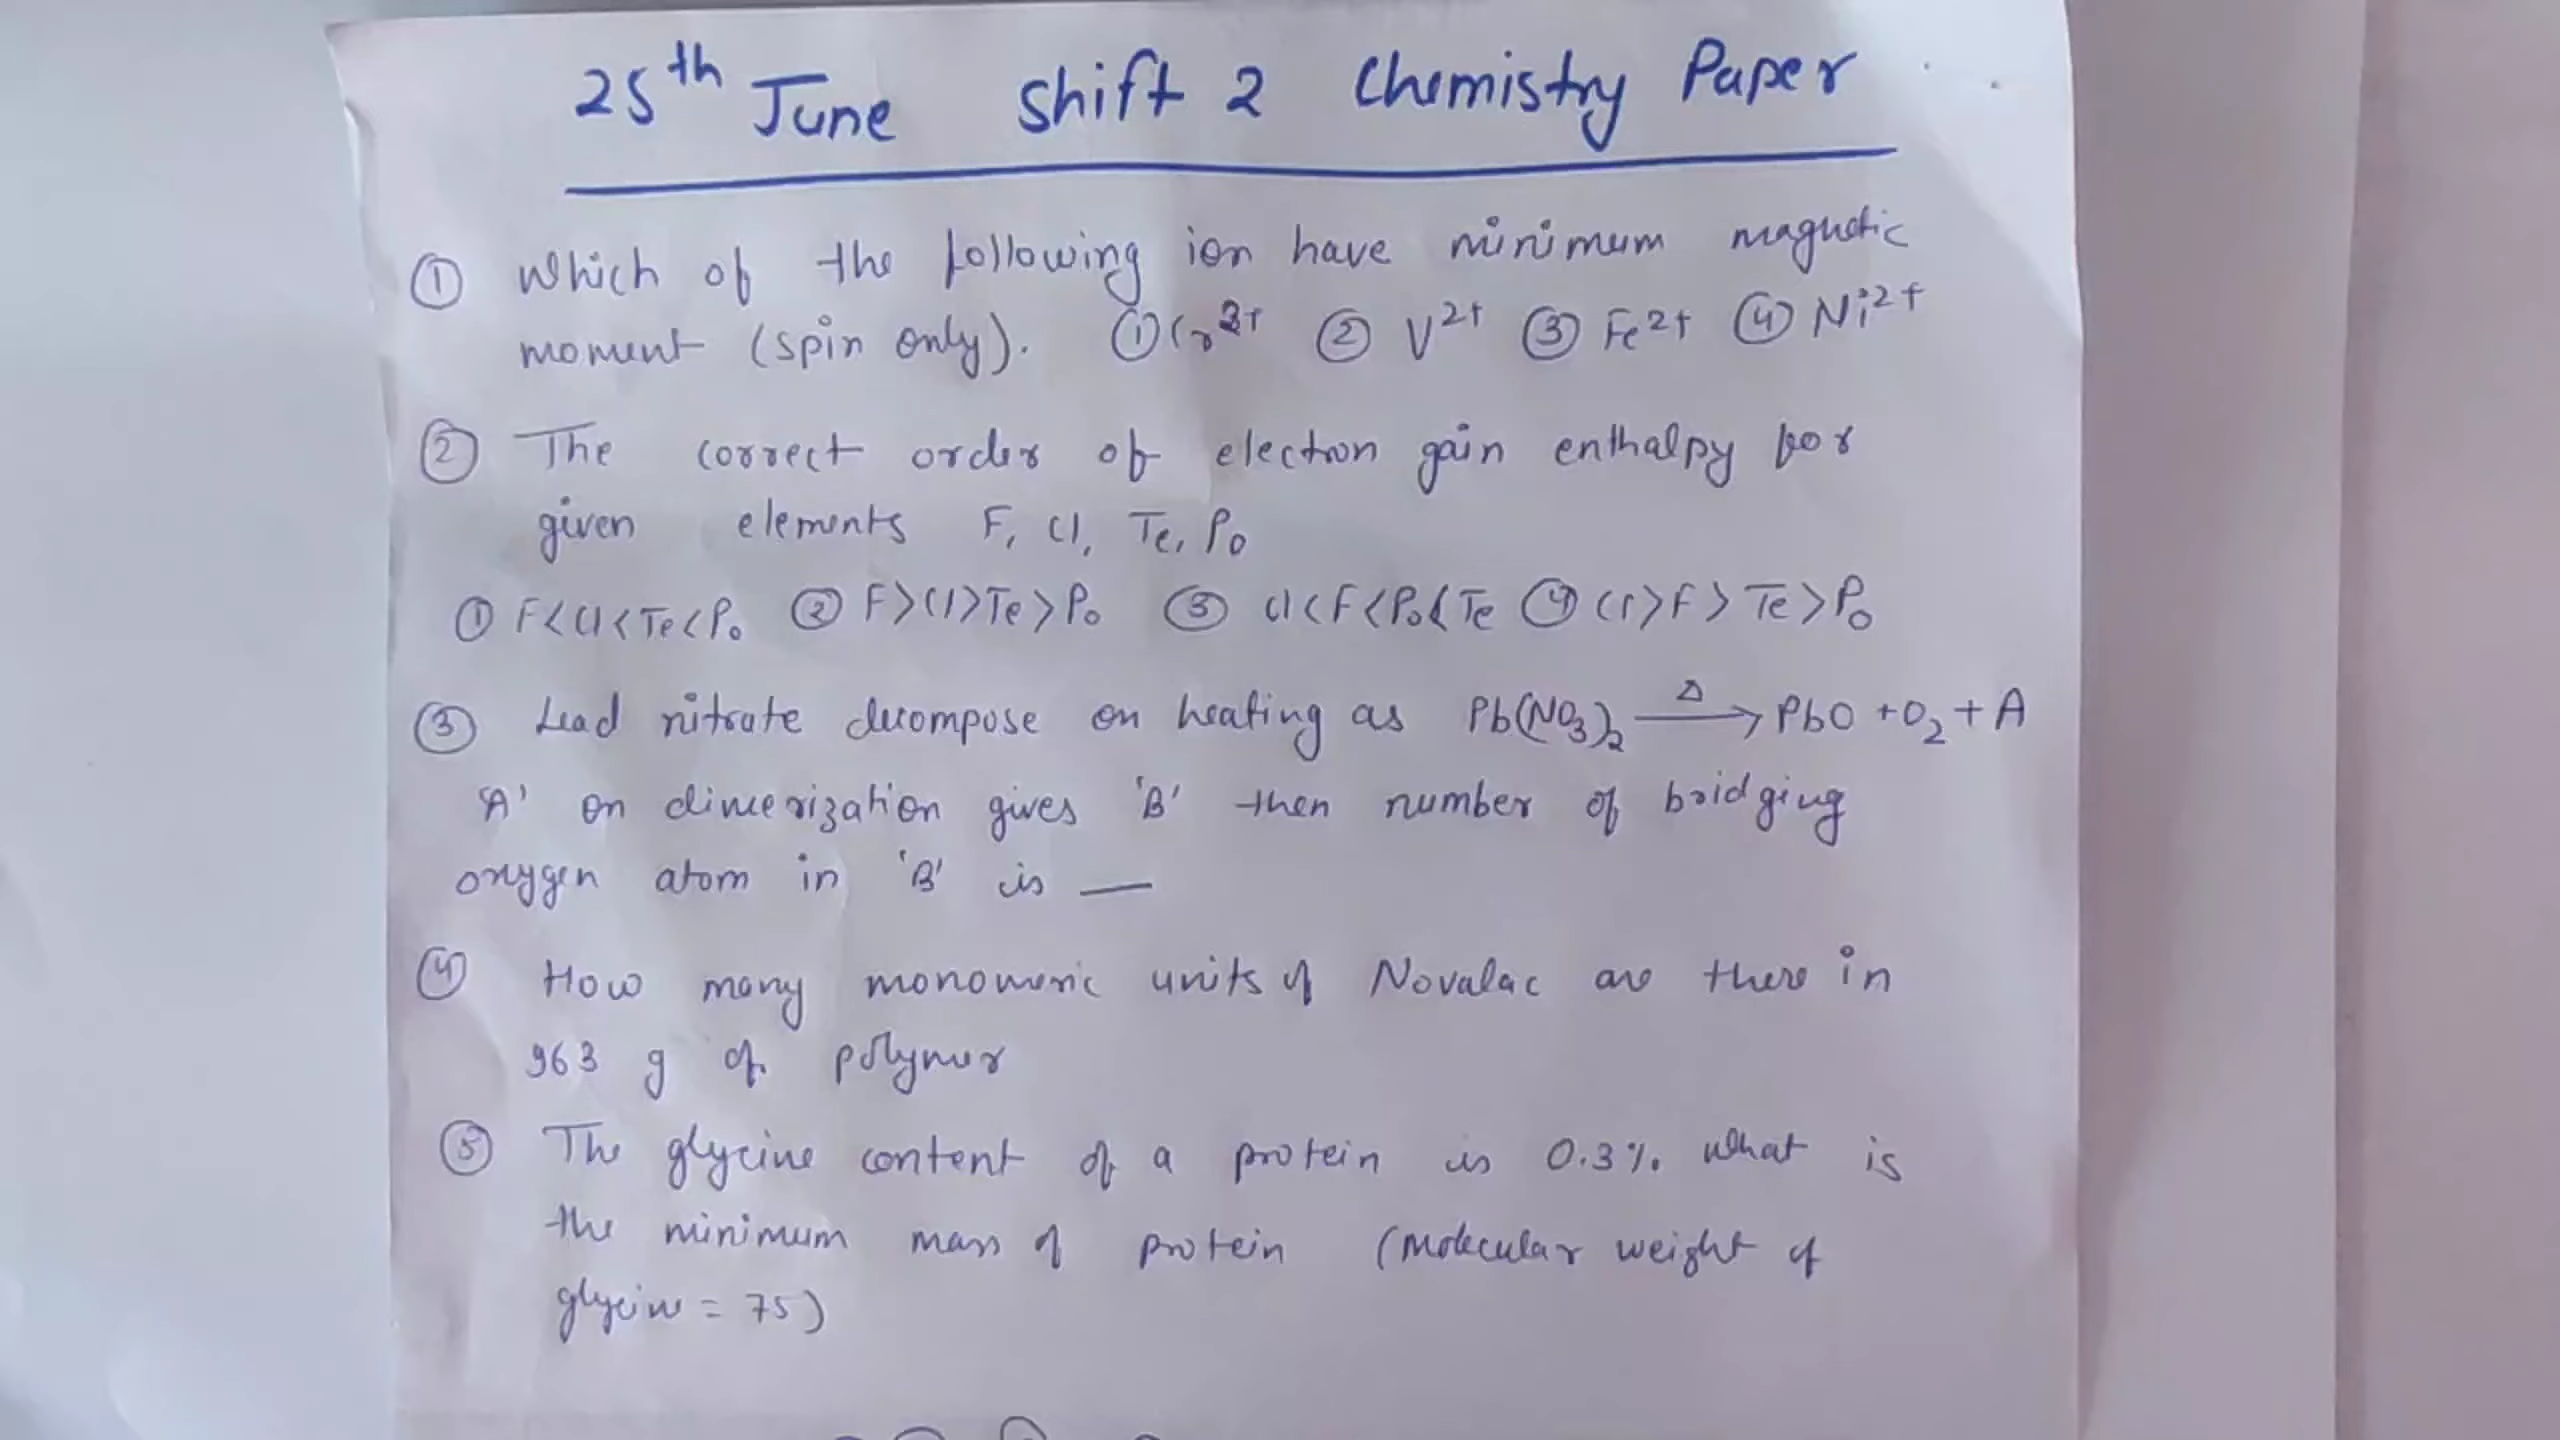 25th June Shift 2 Chemistry Paper
① Which of the following ion have minimum magnetic
moment (spin only). ① Cr3+ ② V2+ ③ Fe2+ ④ Ni2+
② The correct order of electron gain enthalpy for
given elements F, Cl, Te, Po
① F<Cl<Te<Po ② F>Cl>Te>Po ③ Cl<F<Po<Te ④ Cl>F>Te>Po
③ Lead nitrate decompose on heating as Pb(NO3)2 —Δ→ PbO + O2 + A
'A' on dimerization gives 'B' then number of bridging
oxygen atom in 'B' is —
④ How many monomeric units of Novalac are there in
963 g of polymer
⑤ The glycine content of a protein is 0.3%. What is
the minimum mass of protein (Molecular weight of
glycine = 75)